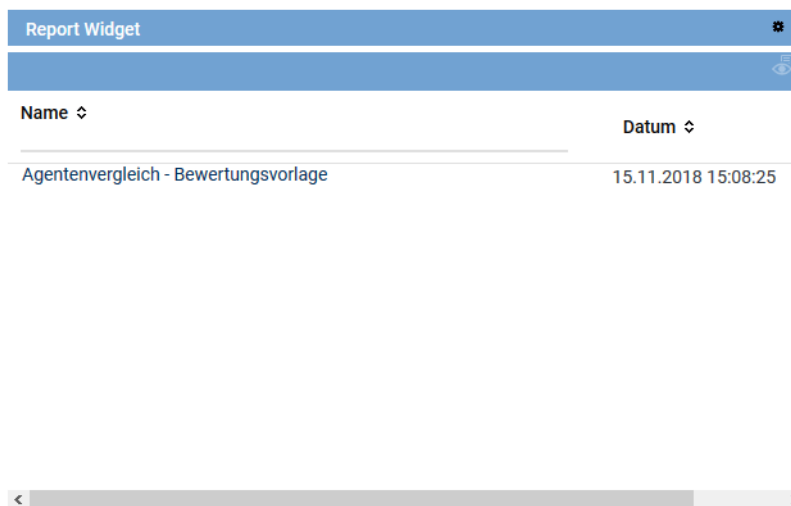 Report Widget
Name
Datum
Agentenvergleich - Bewertungsvorlage
15.11.2018 15:08:25